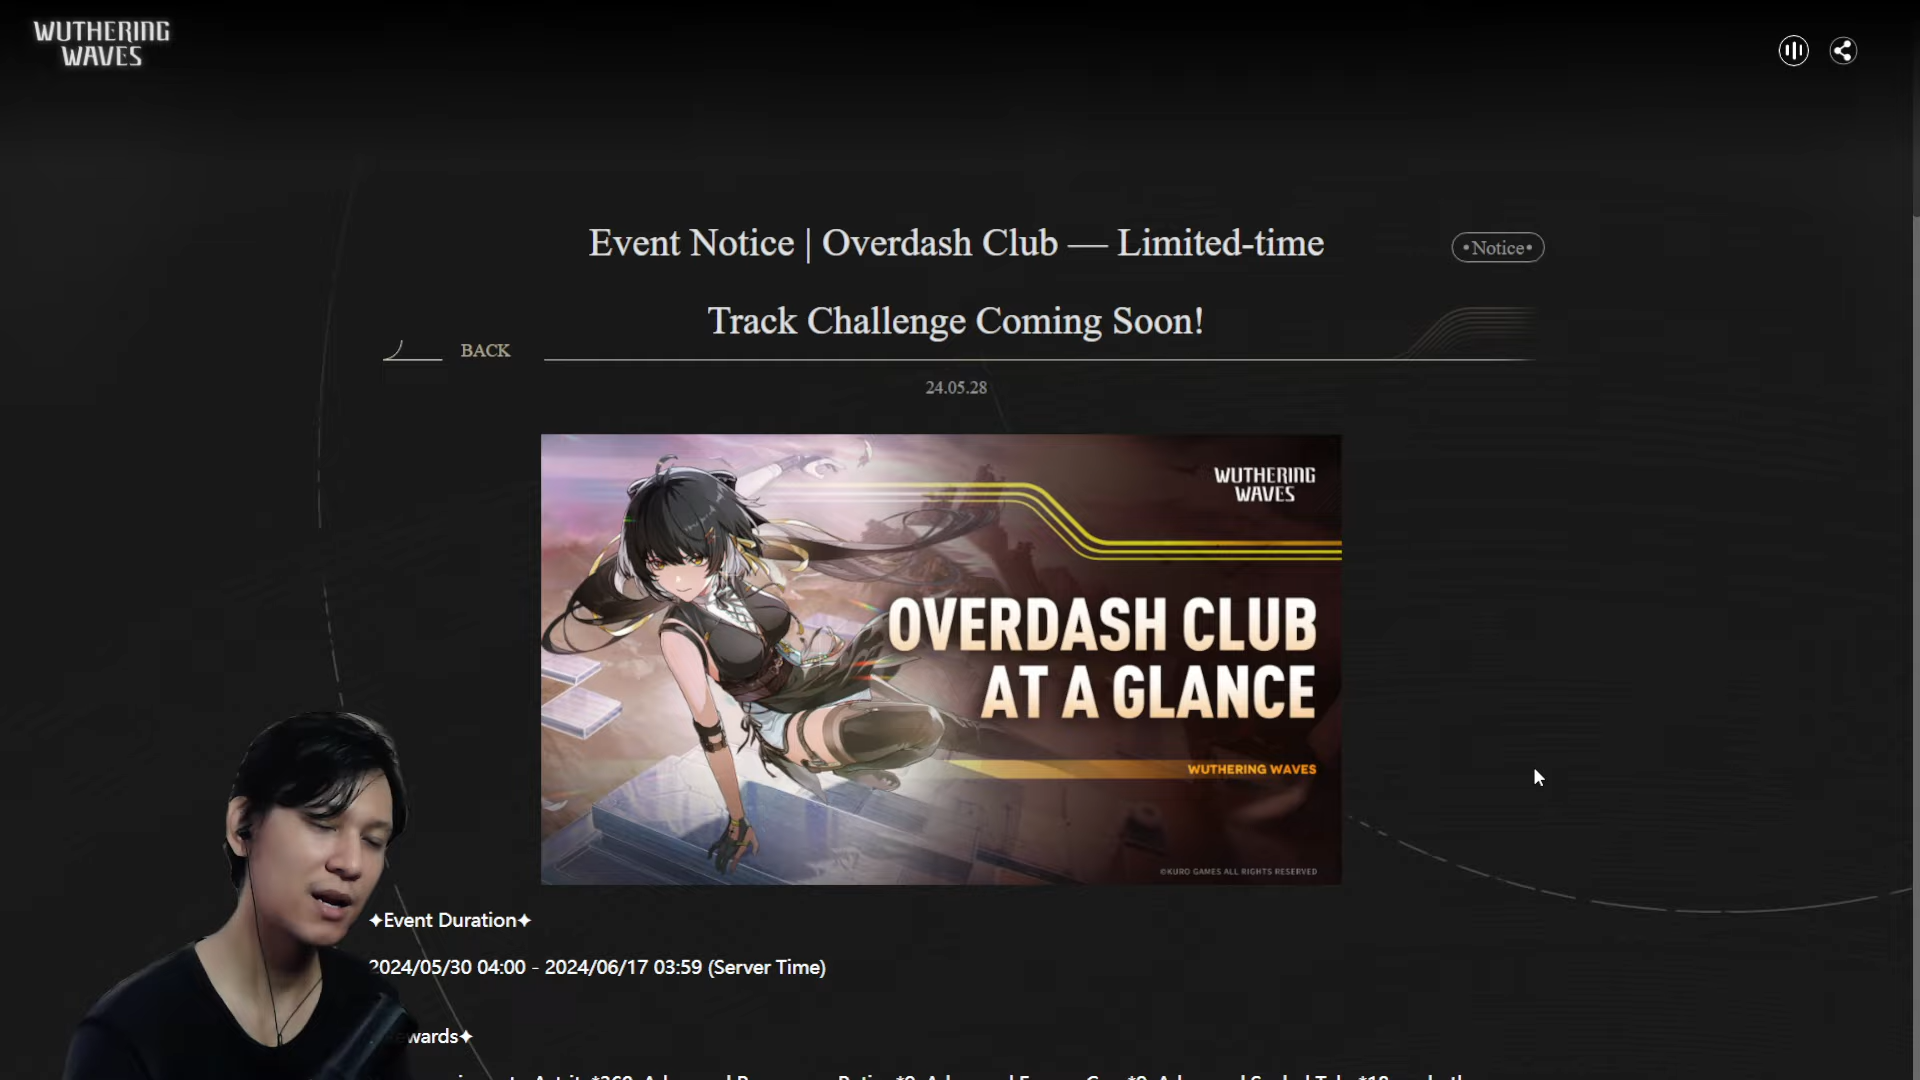 WUTHERING
WAVES
Event Notice | Overdash Club — Limited-time
•Notice•
Track Challenge Coming Soon!
BACK
24.05.28
WUTHERING
WAVES
OVERDASH CLUB
AT A GLANCE
WUTHERING WAVES
©KURO GAMES ALL RIGHTS RESERVED
✦Event Duration✦
2024/05/30 04:00 - 2024/06/17 03:59 (Server Time)
wards✦